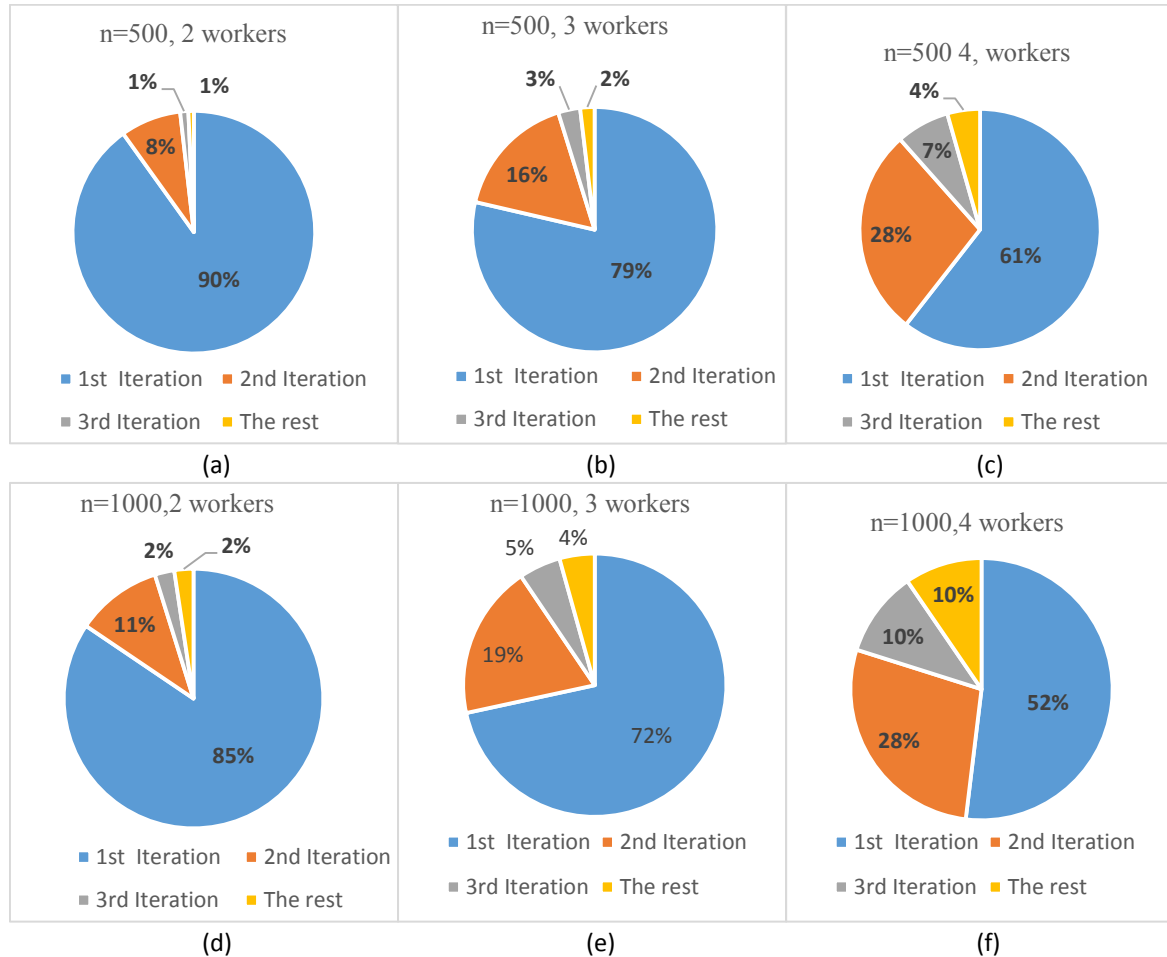 n=500, 2 workers
1% 1%
8%
90%
1st Iteration 2nd Iteration
3rd Iteration The rest
(a)
n=500, 3 workers
3% 2%
16%
79%
1st Iteration 2nd Iteration
3rd Iteration The rest
(b)
n=500 4, workers
4%
7%
28%
61%
1st Iteration 2nd Iteration
3rd Iteration The rest
(c)
n=1000,2 workers
2% 2%
11%
85%
1st Iteration 2nd Iteration
3rd Iteration The rest
(d)
n=1000, 3 workers
5% 4%
19%
72%
1st Iteration 2nd Iteration
3rd Iteration The rest
(e)
n=1000,4 workers
10%
10%
52%
28%
1st Iteration 2nd Iteration
3rd Iteration The rest
(f)